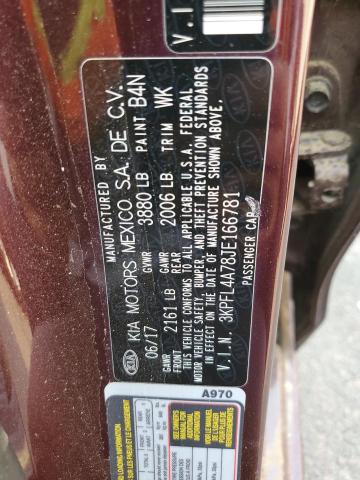 MANUFACTURED BY
KIA MOTORS MEXICO S.A. DE C.V.
06/17 GVWR 3880 LB PAINT B4N
GAWR FRONT 2161 LB GAWR REAR 2006 LB TRIM WK
THIS VEHICLE CONFORMS TO ALL APPLICABLE U.S.A. FEDERAL
MOTOR VEHICLE SAFETY, BUMPER, AND THEFT PREVENTION STANDARDS
IN EFFECT ON THE DATE OF MANUFACTURE SHOWN ABOVE.
V.I.N. 3KPFL4A78JE166781
PASSENGER CAR
KIA
V.I
A970